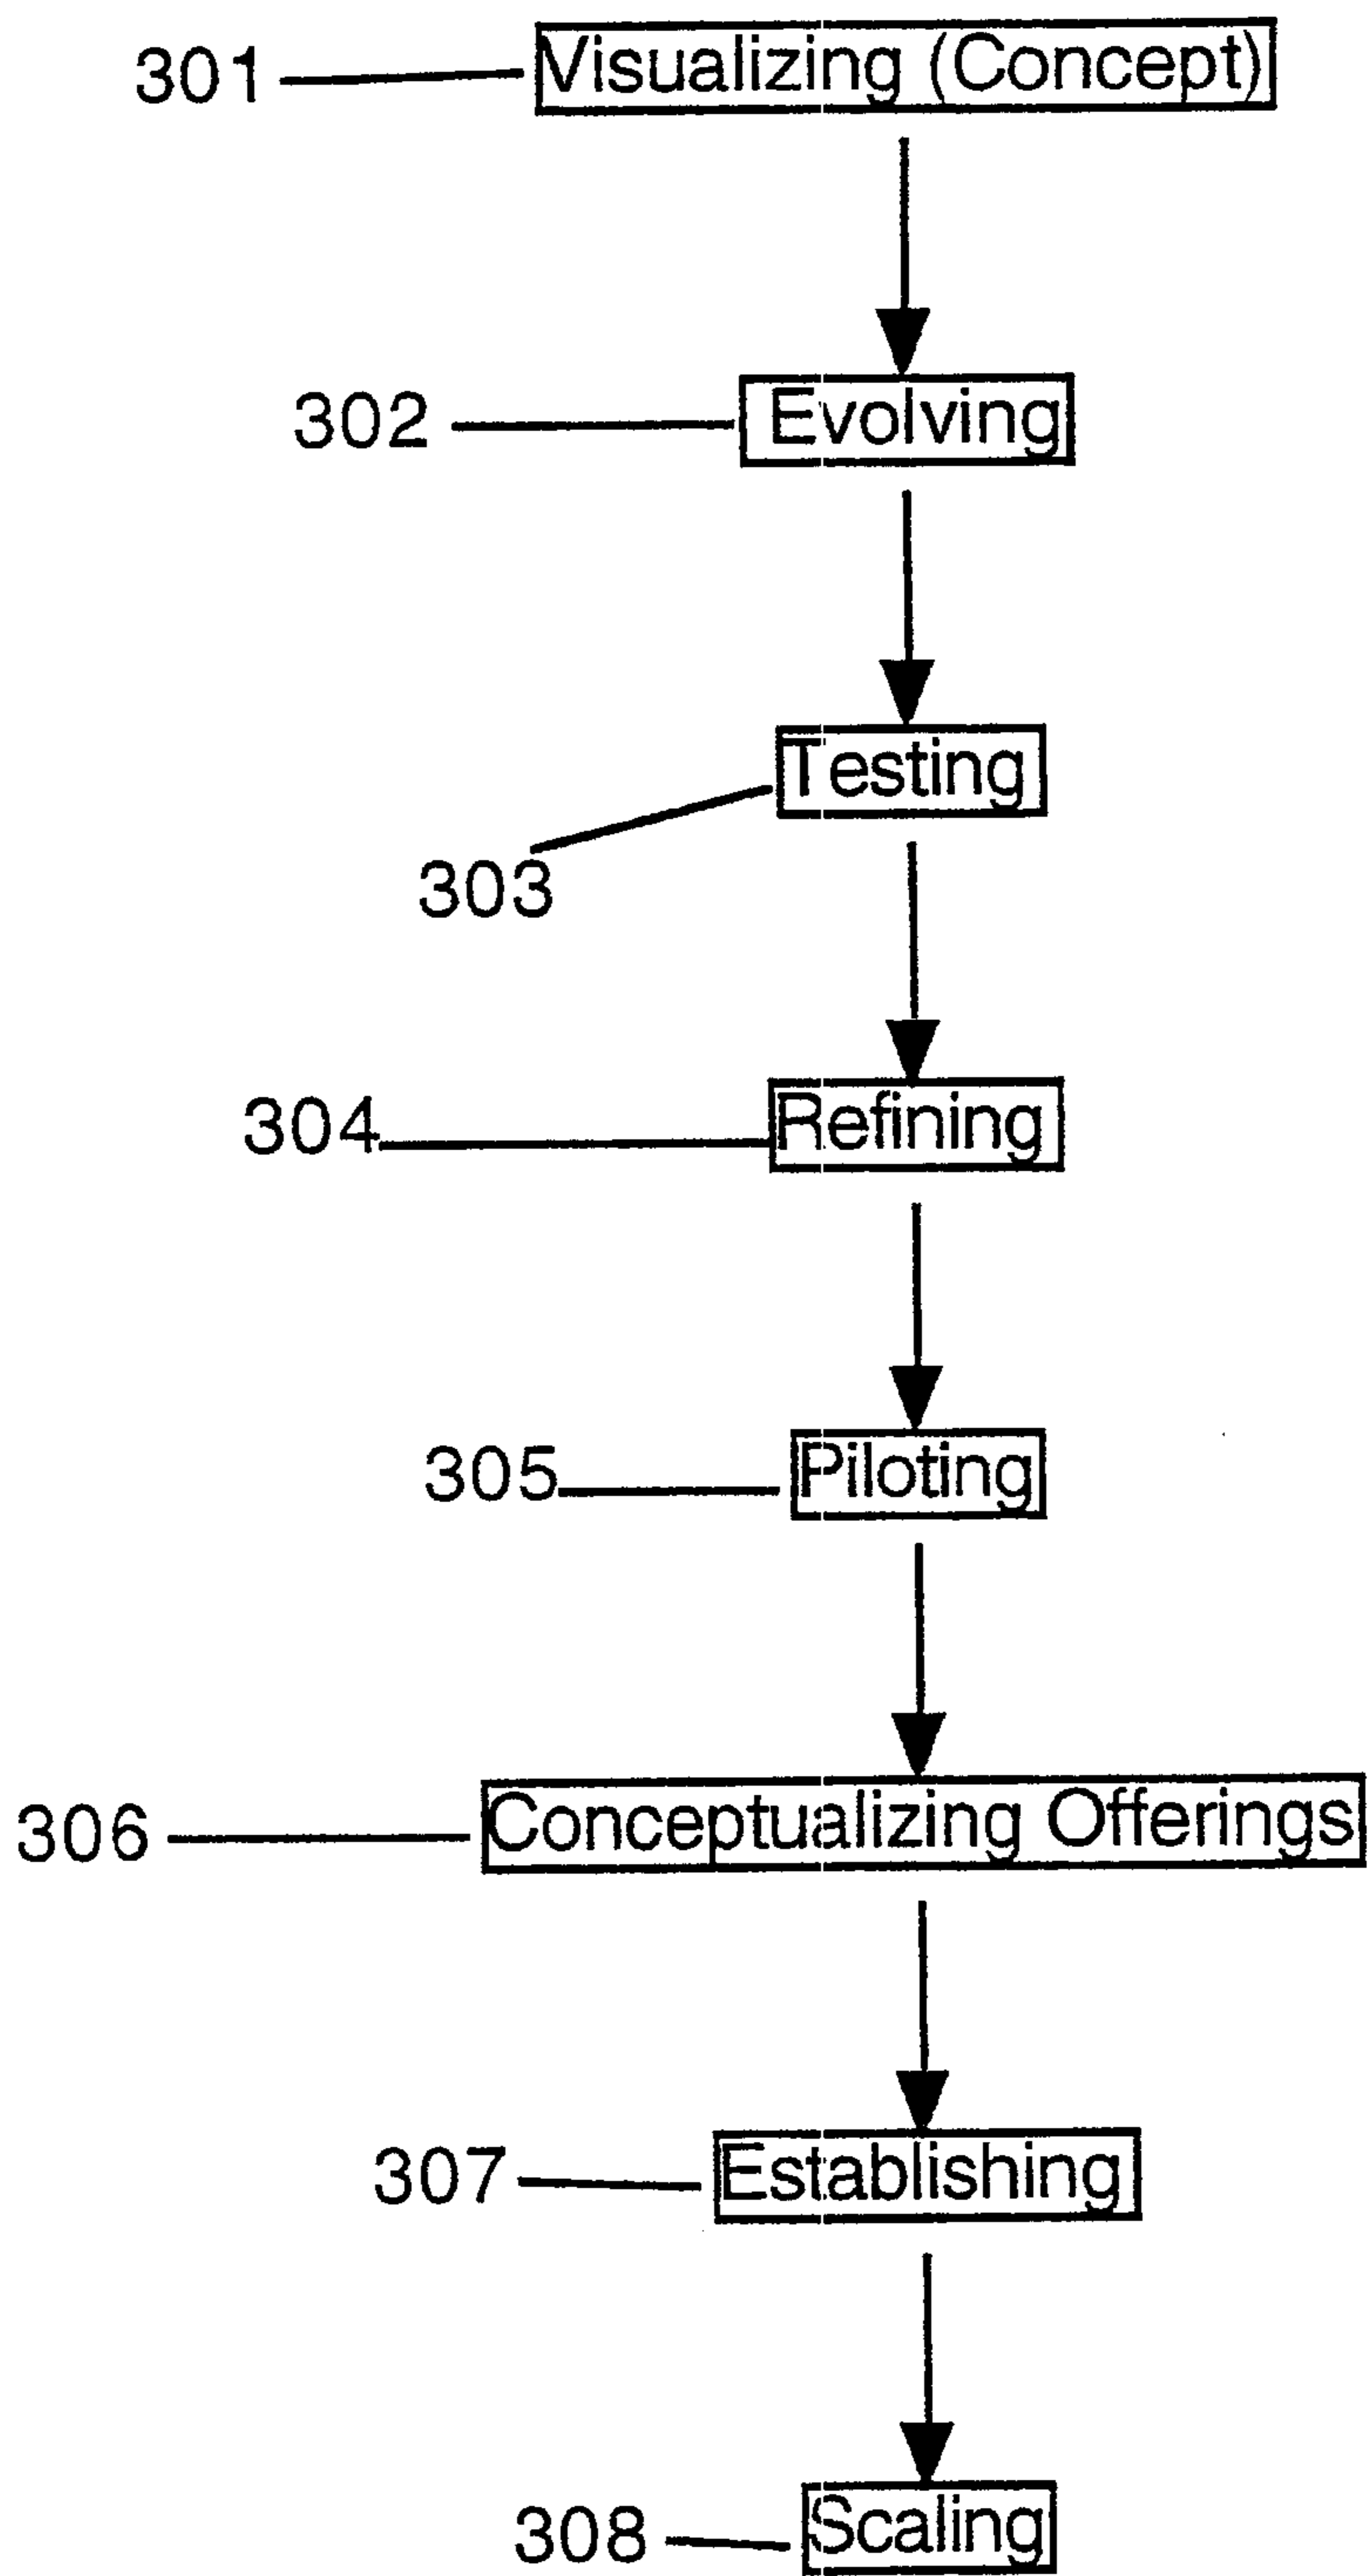 301 Visualizing (Concept)
302 Evolving
Testing
303
304 Refining
305 Piloting
306 Conceptualizing Offerings
307 Establishing
308 Scaling